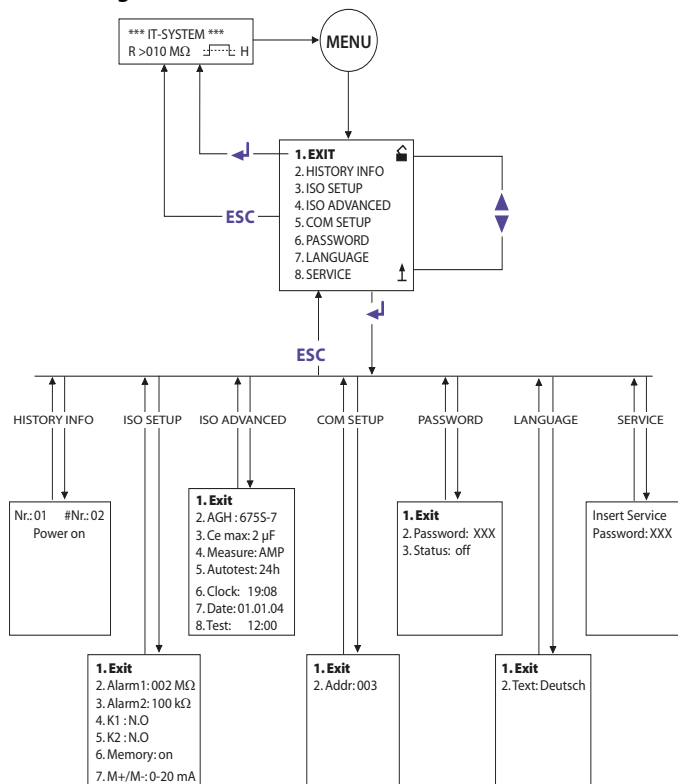 *** IT-SYSTEM ***
R >010 MΩ H
MENU
1. EXIT
2. HISTORY INFO
3. ISO SETUP
4. ISO ADVANCED
5. COM SETUP
6. PASSWORD
7. LANGUAGE
8. SERVICE
ESC
ESC
HISTORY INFO
ISO SETUP
ISO ADVANCED
COM SETUP
PASSWORD
LANGUAGE
SERVICE
Nr.: 01 #Nr.: 02
Power on
1. Exit
2. AGH : 675S-7
3. Ce max: 2 µF
4. Measure: AMP
5. Autotest: 24h
6. Clock: 19:08
7. Date: 01.01.04
8. Test: 12:00
1. Exit
2. Password: XXX
3. Status: off
Insert Service
Password: XXX
1. Exit
2. Alarm1: 002 MΩ
3. Alarm2: 100 kΩ
4. K1 : N.O
5. K2 : N.O
6. Memory: on
7. M+/M-: 0-20 mA
1. Exit
2. Addr: 003
1. Exit
2. Text: Deutsch